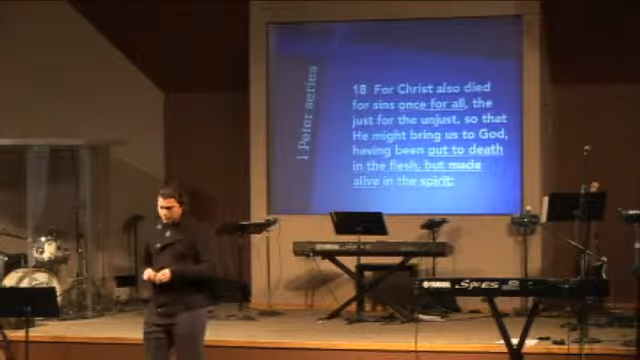 1 Peter series
18 For Christ also died
for sins once for all, the
just for the unjust, so that
He might bring us to God,
having been put to death
in the flesh, but made
alive in the spirit;
YAMAHA